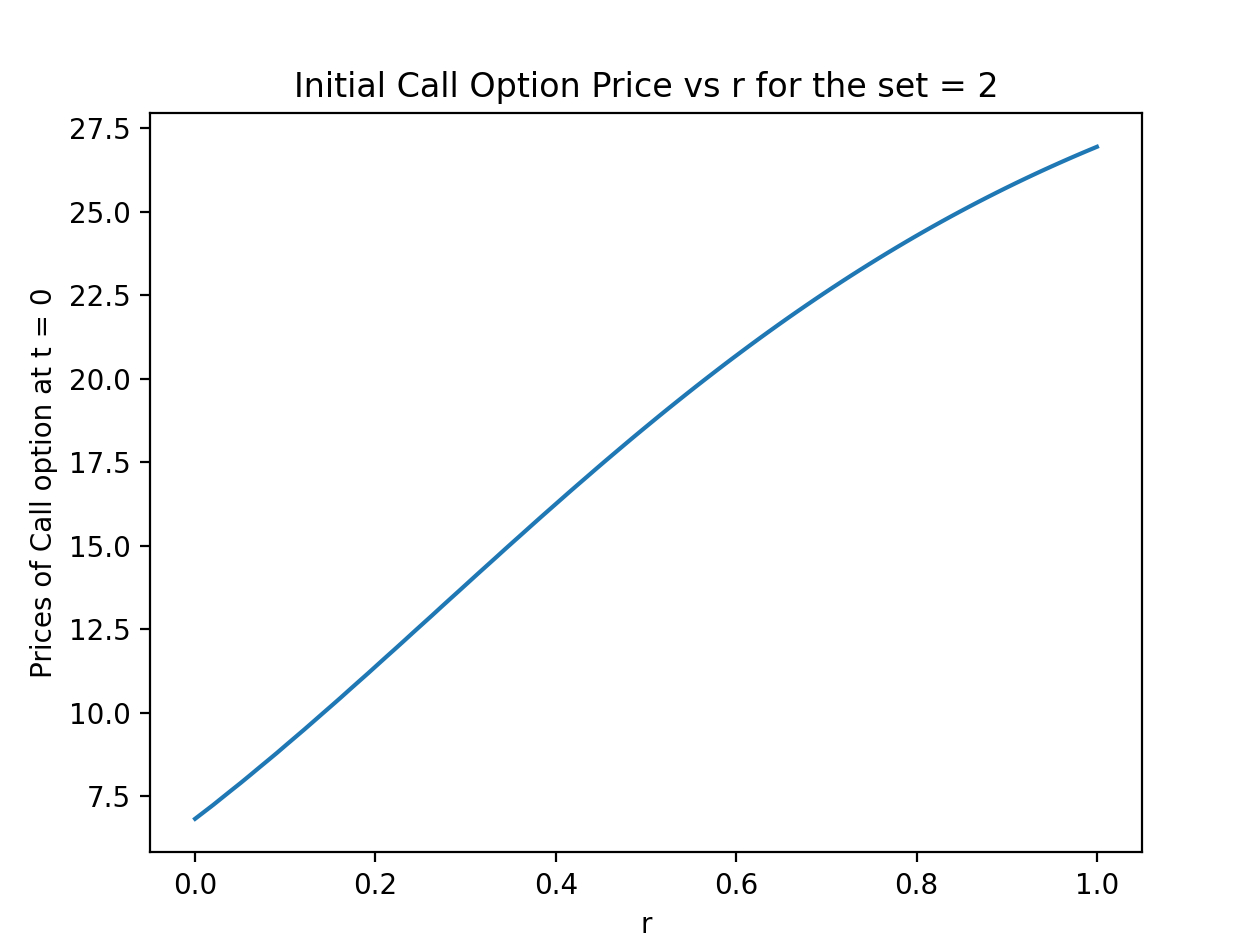 Initial Call Option Price vs r for the set = 2
Prices of Call option at t = 0
27.5
25.0
22.5
20.0
17.5
15.0
12.5
10.0
7.5
0.0 0.2 0.4 0.6 0.8 1.0
r